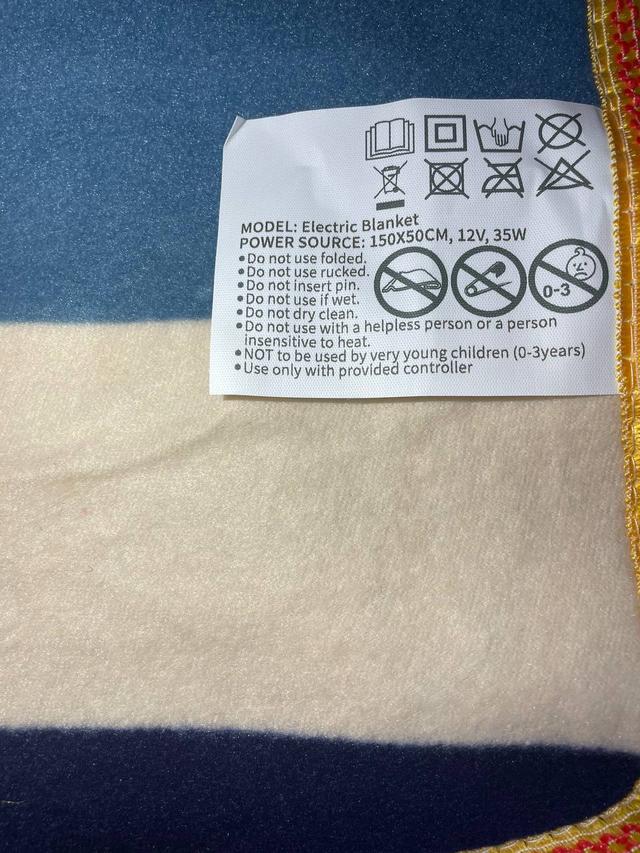 MODEL: Electric Blanket
POWER SOURCE: 150X50CM, 12V, 35W
•Do not use folded.
•Do not use rucked.
•Do not insert pin.
•Do not use if wet.
•Do not dry clean.
•Do not use with a helpless person or a person
insensitive to heat.
•NOT to be used by very young children (0-3years)
•Use only with provided controller
0-3